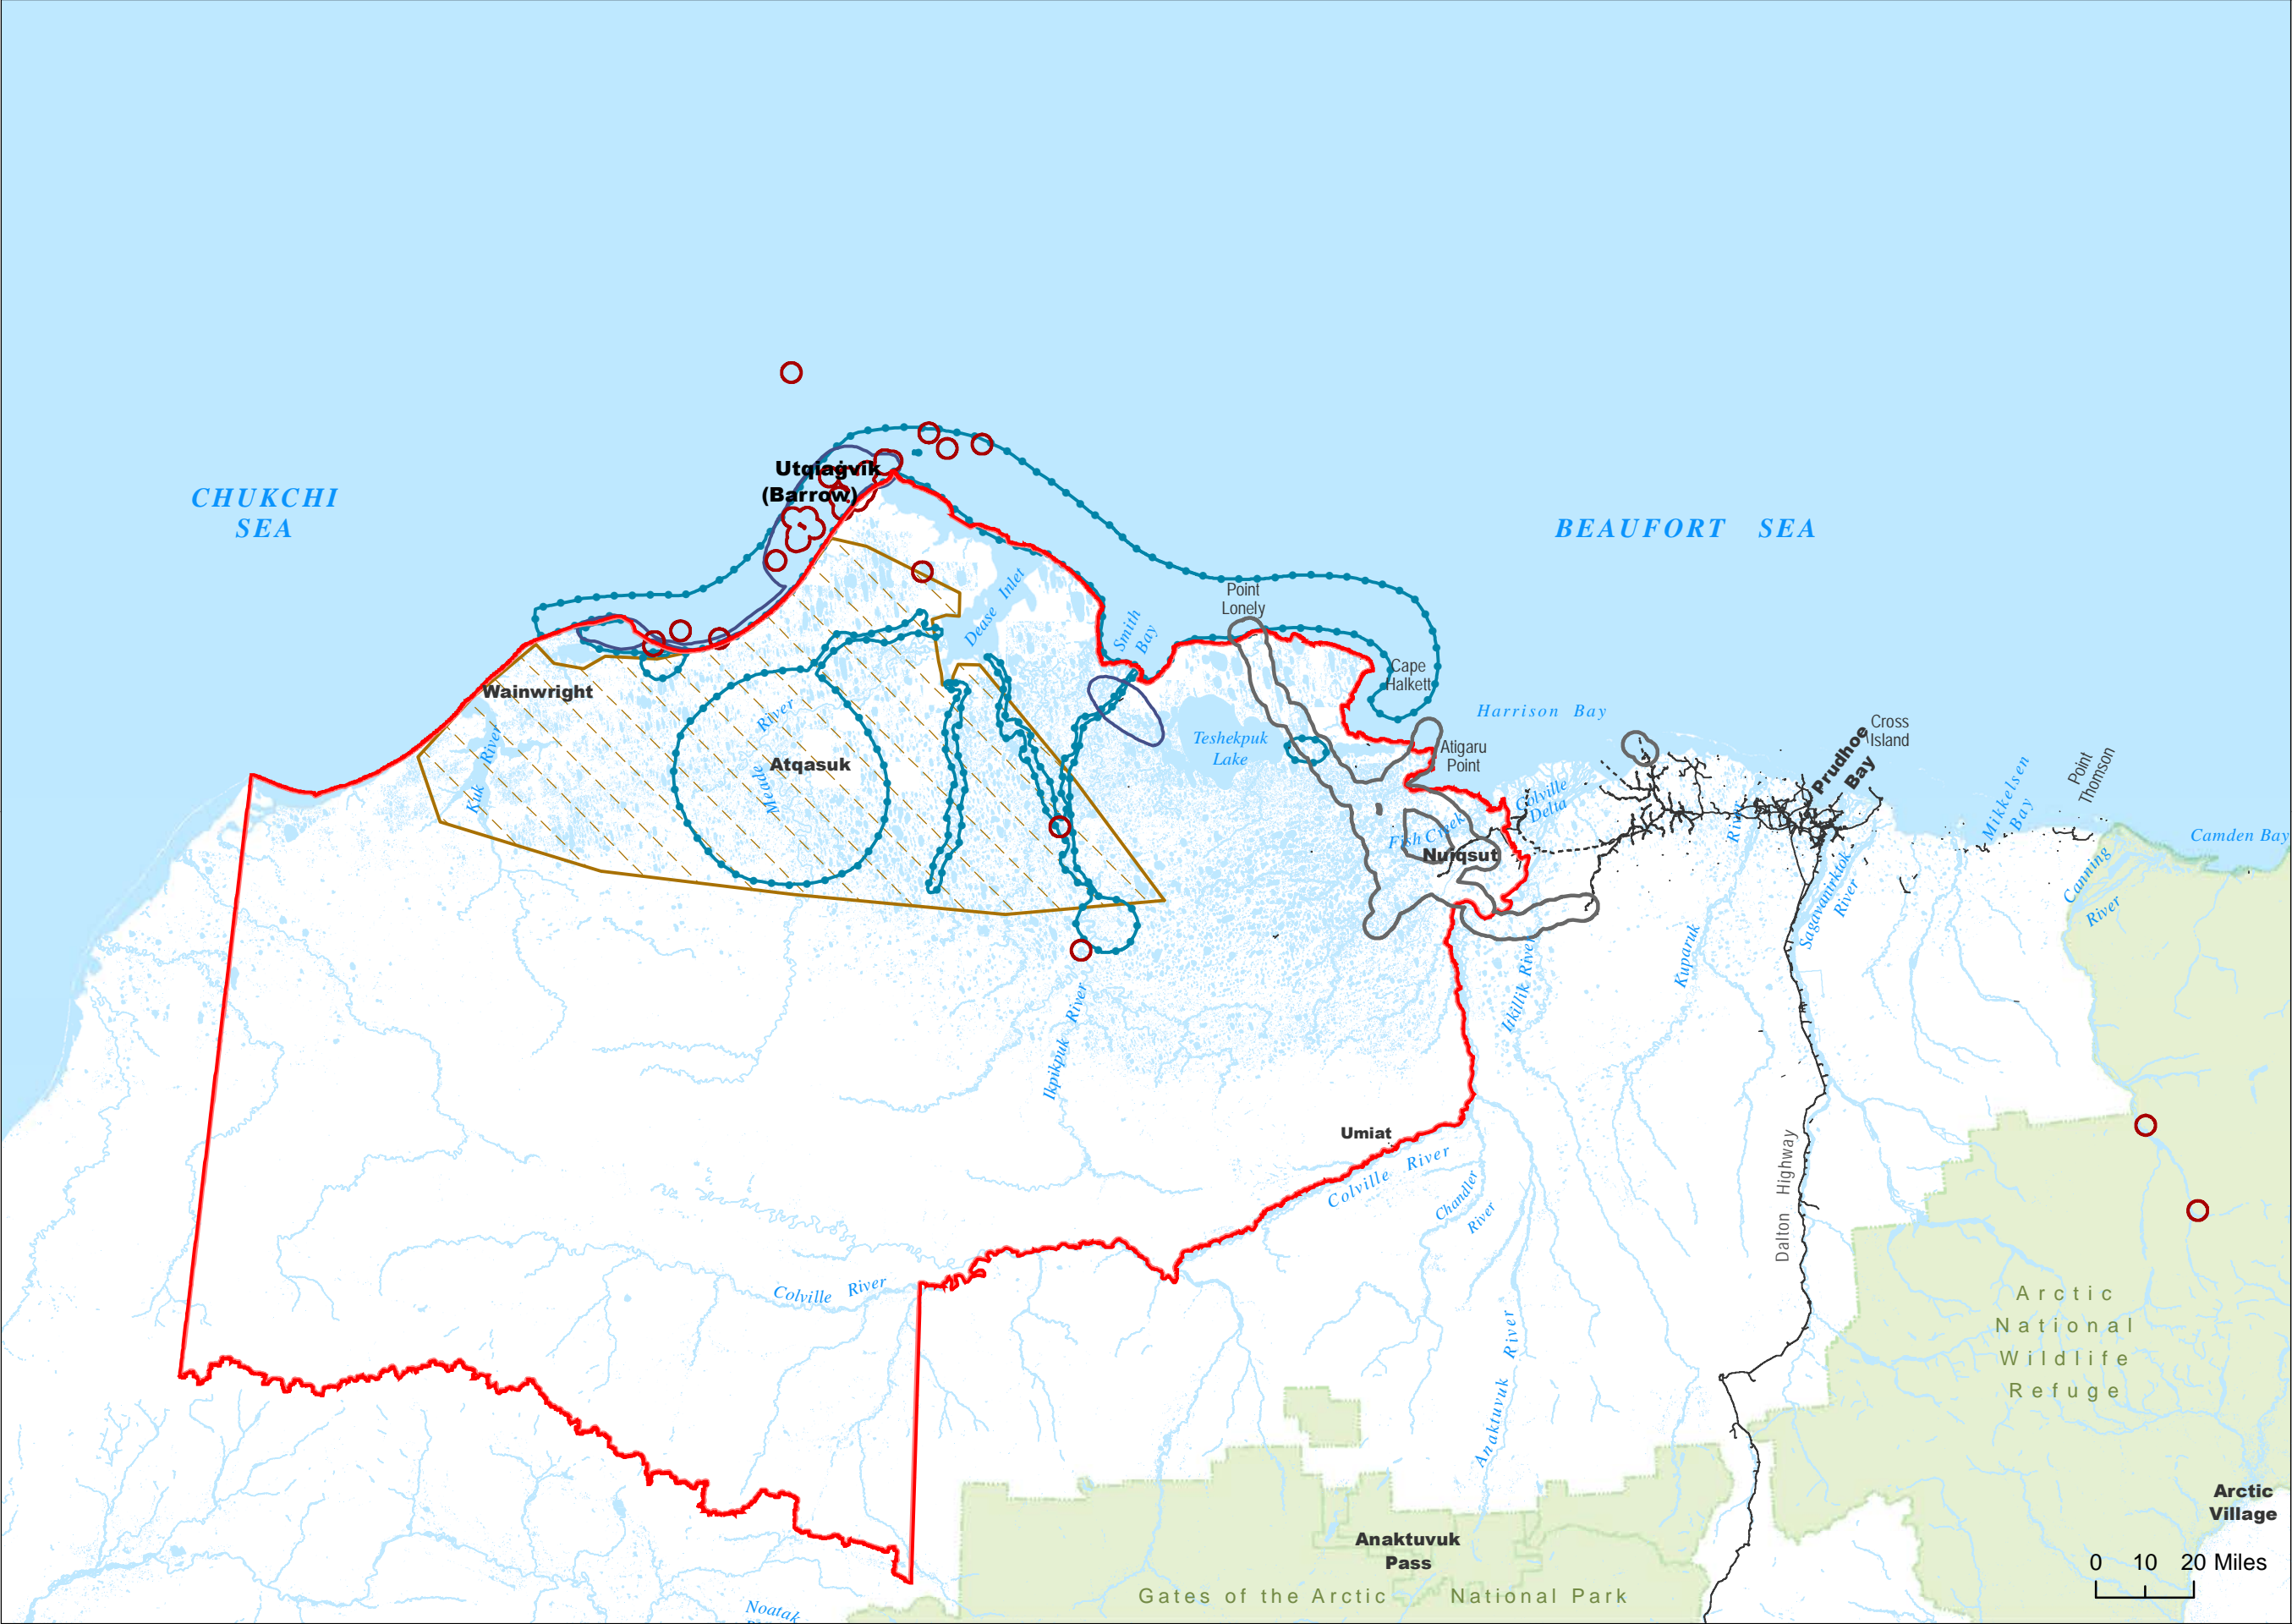 CHUKCHI
SEA
BEAUFORT SEA
Utqiaġvik
(Barrow)
Dease Inlet
Smith
Bay
Point
Lonely
Cape
Halkett
Harrison Bay
Wainwright
Kuk River
Meade River
Atqasuk
Teshekpuk
Lake
Atigaru
Point
Cross
Island
Prudhoe
Bay
Point
Thomson
Mikkelsen
Bay
Camden Bay
Colville
Delta
Fish Creek
Nuiqsut
River
Kuparuk
Sagavanirktok
River
Canning
River
Itkillik River
Ikpikpuk River
Umiat
Colville River
Chandler
River
Dalton Highway
Colville River
Anaktuvuk River
Arctic
National
Wildlife
Refuge
Arctic
Village
Anaktuvuk
Pass
Gates of the Arctic National Park
Noatak
0 10 20 Miles